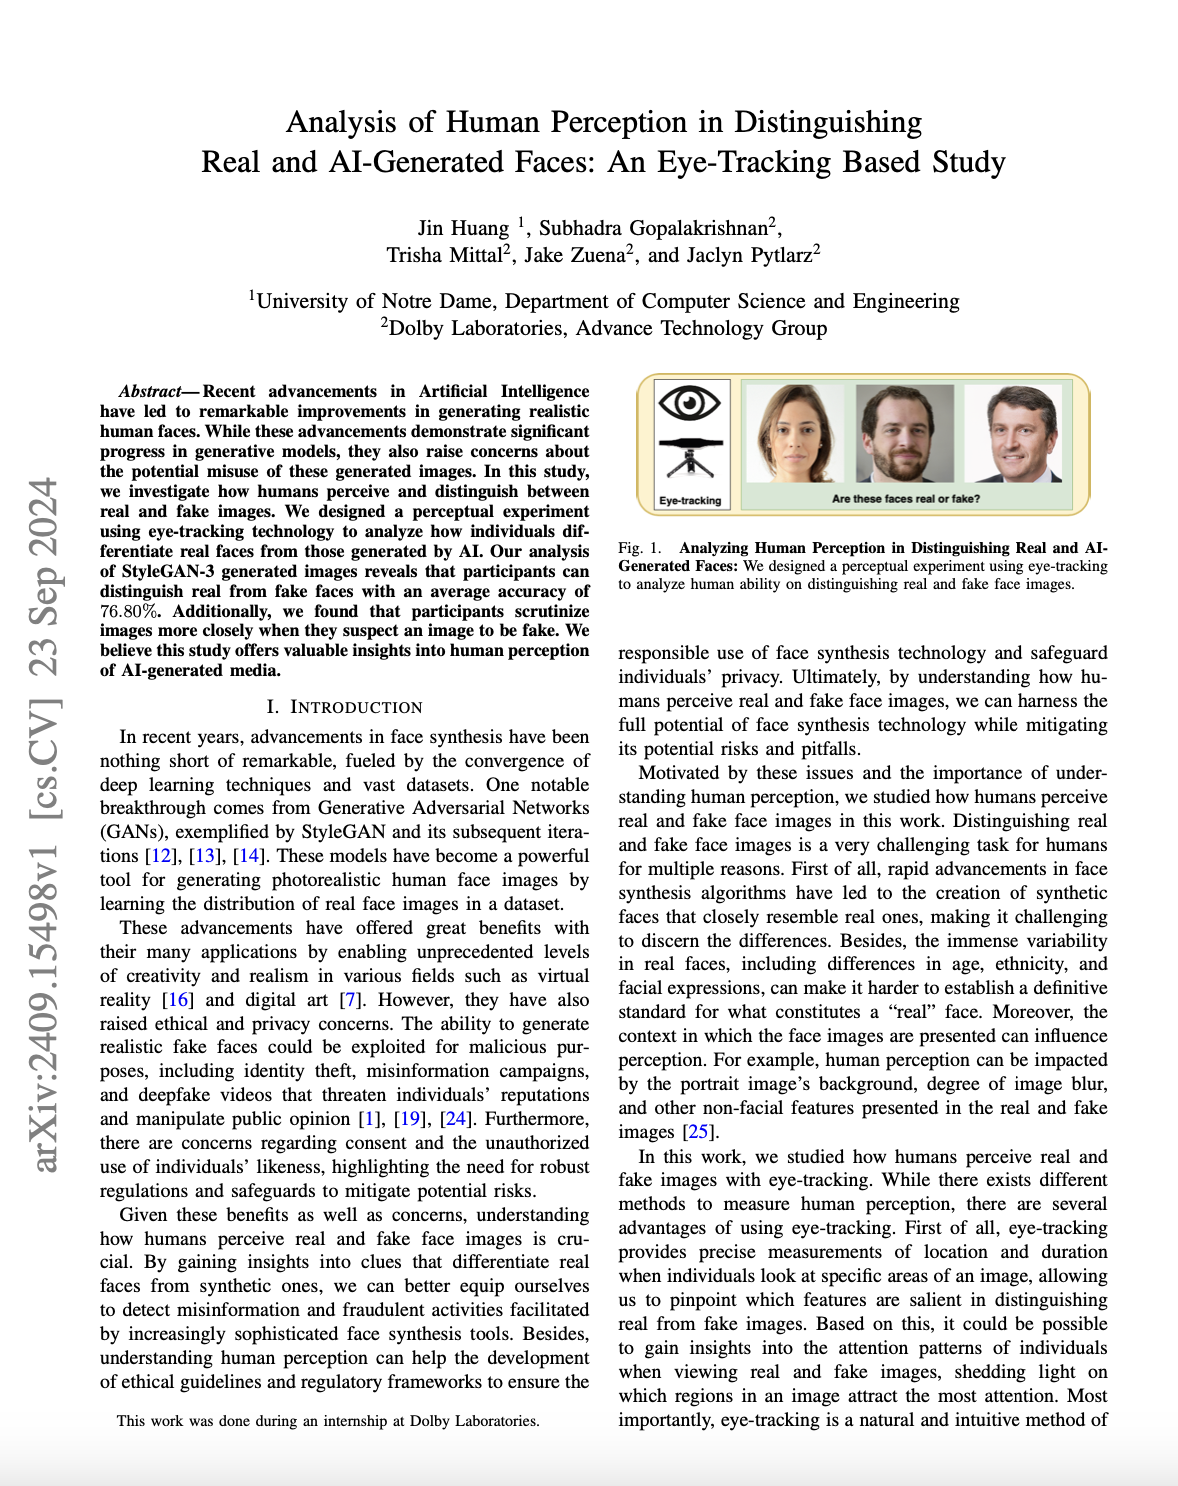 Analysis of Human Perception in Distinguishing
Real and AI-Generated Faces: An Eye-Tracking Based Study
Jin Huang ¹, Subhadra Gopalakrishnan²,
Trisha Mittal², Jake Zuena², and Jaclyn Pytlarz²
¹University of Notre Dame, Department of Computer Science and Engineering
²Dolby Laboratories, Advance Technology Group
arXiv:2409.15498v1 [cs.CV] 23 Sep 2024
Abstract—Recent advancements in Artificial Intelligence
have led to remarkable improvements in generating realistic
human faces. While these advancements demonstrate significant
progress in generative models, they also raise concerns about
the potential misuse of these generated images. In this study,
we investigate how humans perceive and distinguish between
real and fake images. We designed a perceptual experiment
using eye-tracking technology to analyze how individuals dif-
ferentiate real faces from those generated by AI. Our analysis
of StyleGAN-3 generated images reveals that participants can
distinguish real from fake faces with an average accuracy of
76.80%. Additionally, we found that participants scrutinize
images more closely when they suspect an image to be fake. We
believe this study offers valuable insights into human perception
of AI-generated media.
I. INTRODUCTION
In recent years, advancements in face synthesis have been
nothing short of remarkable, fueled by the convergence of
deep learning techniques and vast datasets. One notable
breakthrough comes from Generative Adversarial Networks
(GANs), exemplified by StyleGAN and its subsequent itera-
tions [12], [13], [14]. These models have become a powerful
tool for generating photorealistic human face images by
learning the distribution of real face images in a dataset.
These advancements have offered great benefits with
their many applications by enabling unprecedented levels
of creativity and realism in various fields such as virtual
reality [16] and digital art [7]. However, they have also
raised ethical and privacy concerns. The ability to generate
realistic fake faces could be exploited for malicious pur-
poses, including identity theft, misinformation campaigns,
and deepfake videos that threaten individuals' reputations
and manipulate public opinion [1], [19], [24]. Furthermore,
there are concerns regarding consent and the unauthorized
use of individuals' likeness, highlighting the need for robust
regulations and safeguards to mitigate potential risks.
Given these benefits as well as concerns, understanding
how humans perceive real and fake face images is cru-
cial. By gaining insights into clues that differentiate real
faces from synthetic ones, we can better equip ourselves
to detect misinformation and fraudulent activities facilitated
by increasingly sophisticated face synthesis tools. Besides,
understanding human perception can help the development
of ethical guidelines and regulatory frameworks to ensure the
This work was done during an internship at Dolby Laboratories.
Eye-tracking
Are these faces real or fake?
Fig. 1. Analyzing Human Perception in Distinguishing Real and AI-
Generated Faces: We designed a perceptual experiment using eye-tracking
to analyze human ability on distinguishing real and fake face images.
responsible use of face synthesis technology and safeguard
individuals' privacy. Ultimately, by understanding how hu-
mans perceive real and fake face images, we can harness the
full potential of face synthesis technology while mitigating
its potential risks and pitfalls.
Motivated by these issues and the importance of under-
standing human perception, we studied how humans perceive
real and fake face images in this work. Distinguishing real
and fake face images is a very challenging task for humans
for multiple reasons. First of all, rapid advancements in face
synthesis algorithms have led to the creation of synthetic
faces that closely resemble real ones, making it challenging
to discern the differences. Besides, the immense variability
in real faces, including differences in age, ethnicity, and
facial expressions, can make it harder to establish a definitive
standard for what constitutes a “real” face. Moreover, the
context in which the face images are presented can influence
perception. For example, human perception can be impacted
by the portrait image's background, degree of image blur,
and other non-facial features presented in the real and fake
images [25].
In this work, we studied how humans perceive real and
fake images with eye-tracking. While there exists different
methods to measure human perception, there are several
advantages of using eye-tracking. First of all, eye-tracking
provides precise measurements of location and duration
when individuals look at specific areas of an image, allowing
us to pinpoint which features are salient in distinguishing
real from fake images. Based on this, it could be possible
to gain insights into the attention patterns of individuals
when viewing real and fake images, shedding light on
which regions in an image attract the most attention. Most
importantly, eye-tracking is a natural and intuitive method of